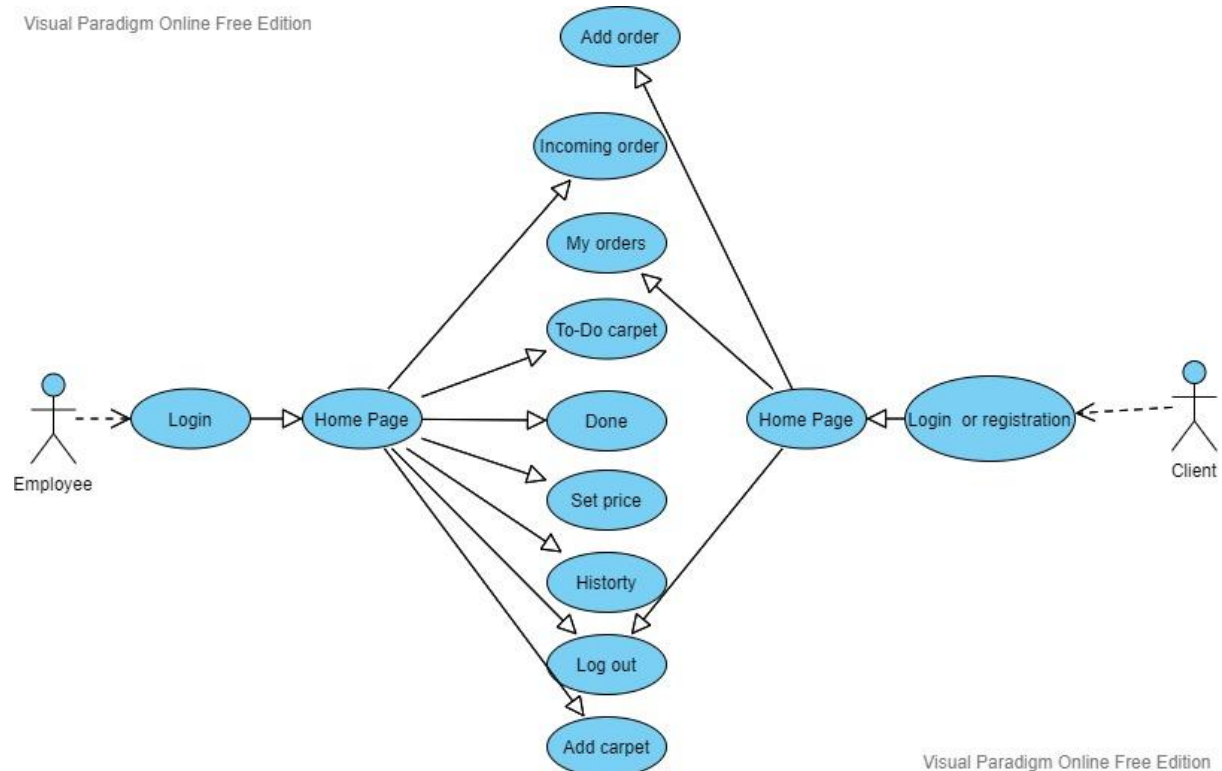 Visual Paradigm Online Free Edition
Add order
Incoming order
My orders
To-Do carpet
Login
Home Page
Done
Home Page
Login or registration
Employee
Client
Set price
Historty
Log out
Add carpet
Visual Paradigm Online Free Edition